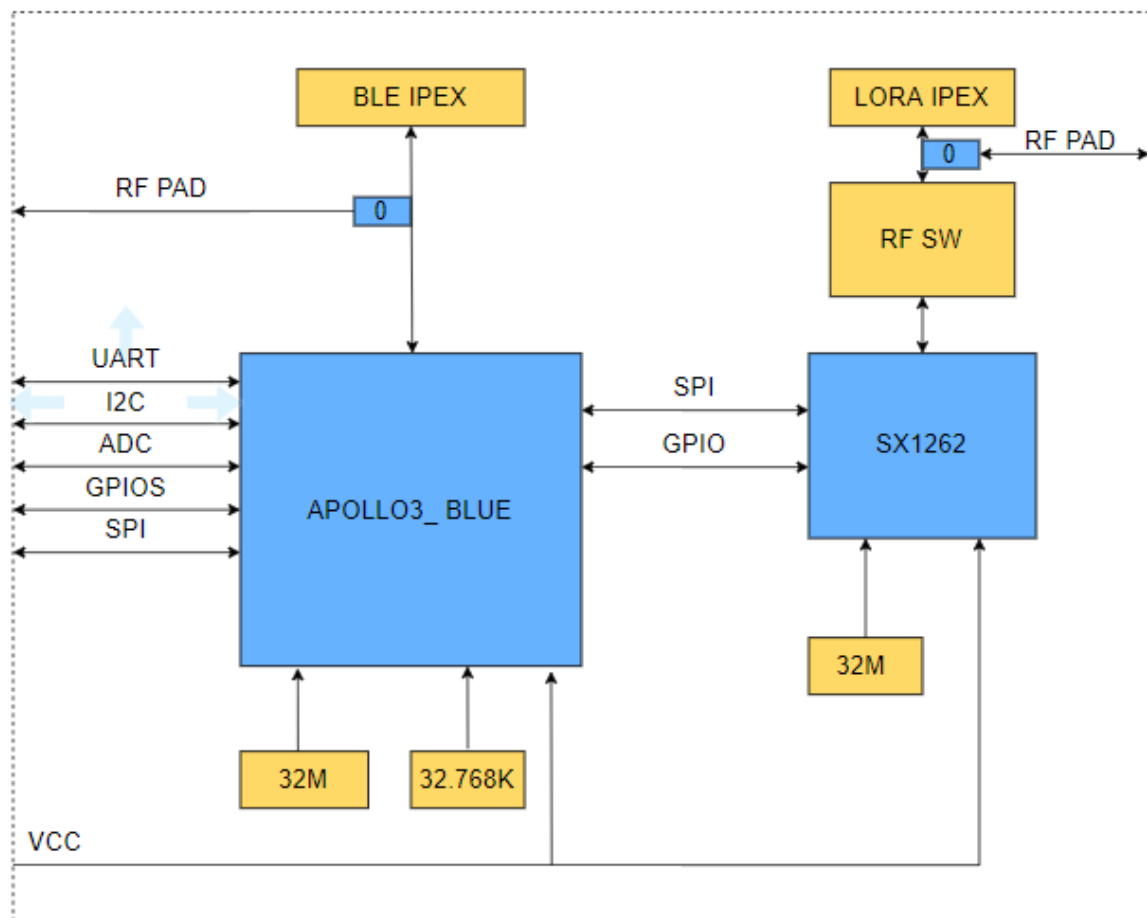 BLE IPEX
LORA IPEX
0
RF PAD
RF PAD
0
RF SW
UART
I2C
ADC
GPIOS
SPI
APOLLO3_ BLUE
SPI
GPIO
SX1262
32M
32M
32.768K
VCC